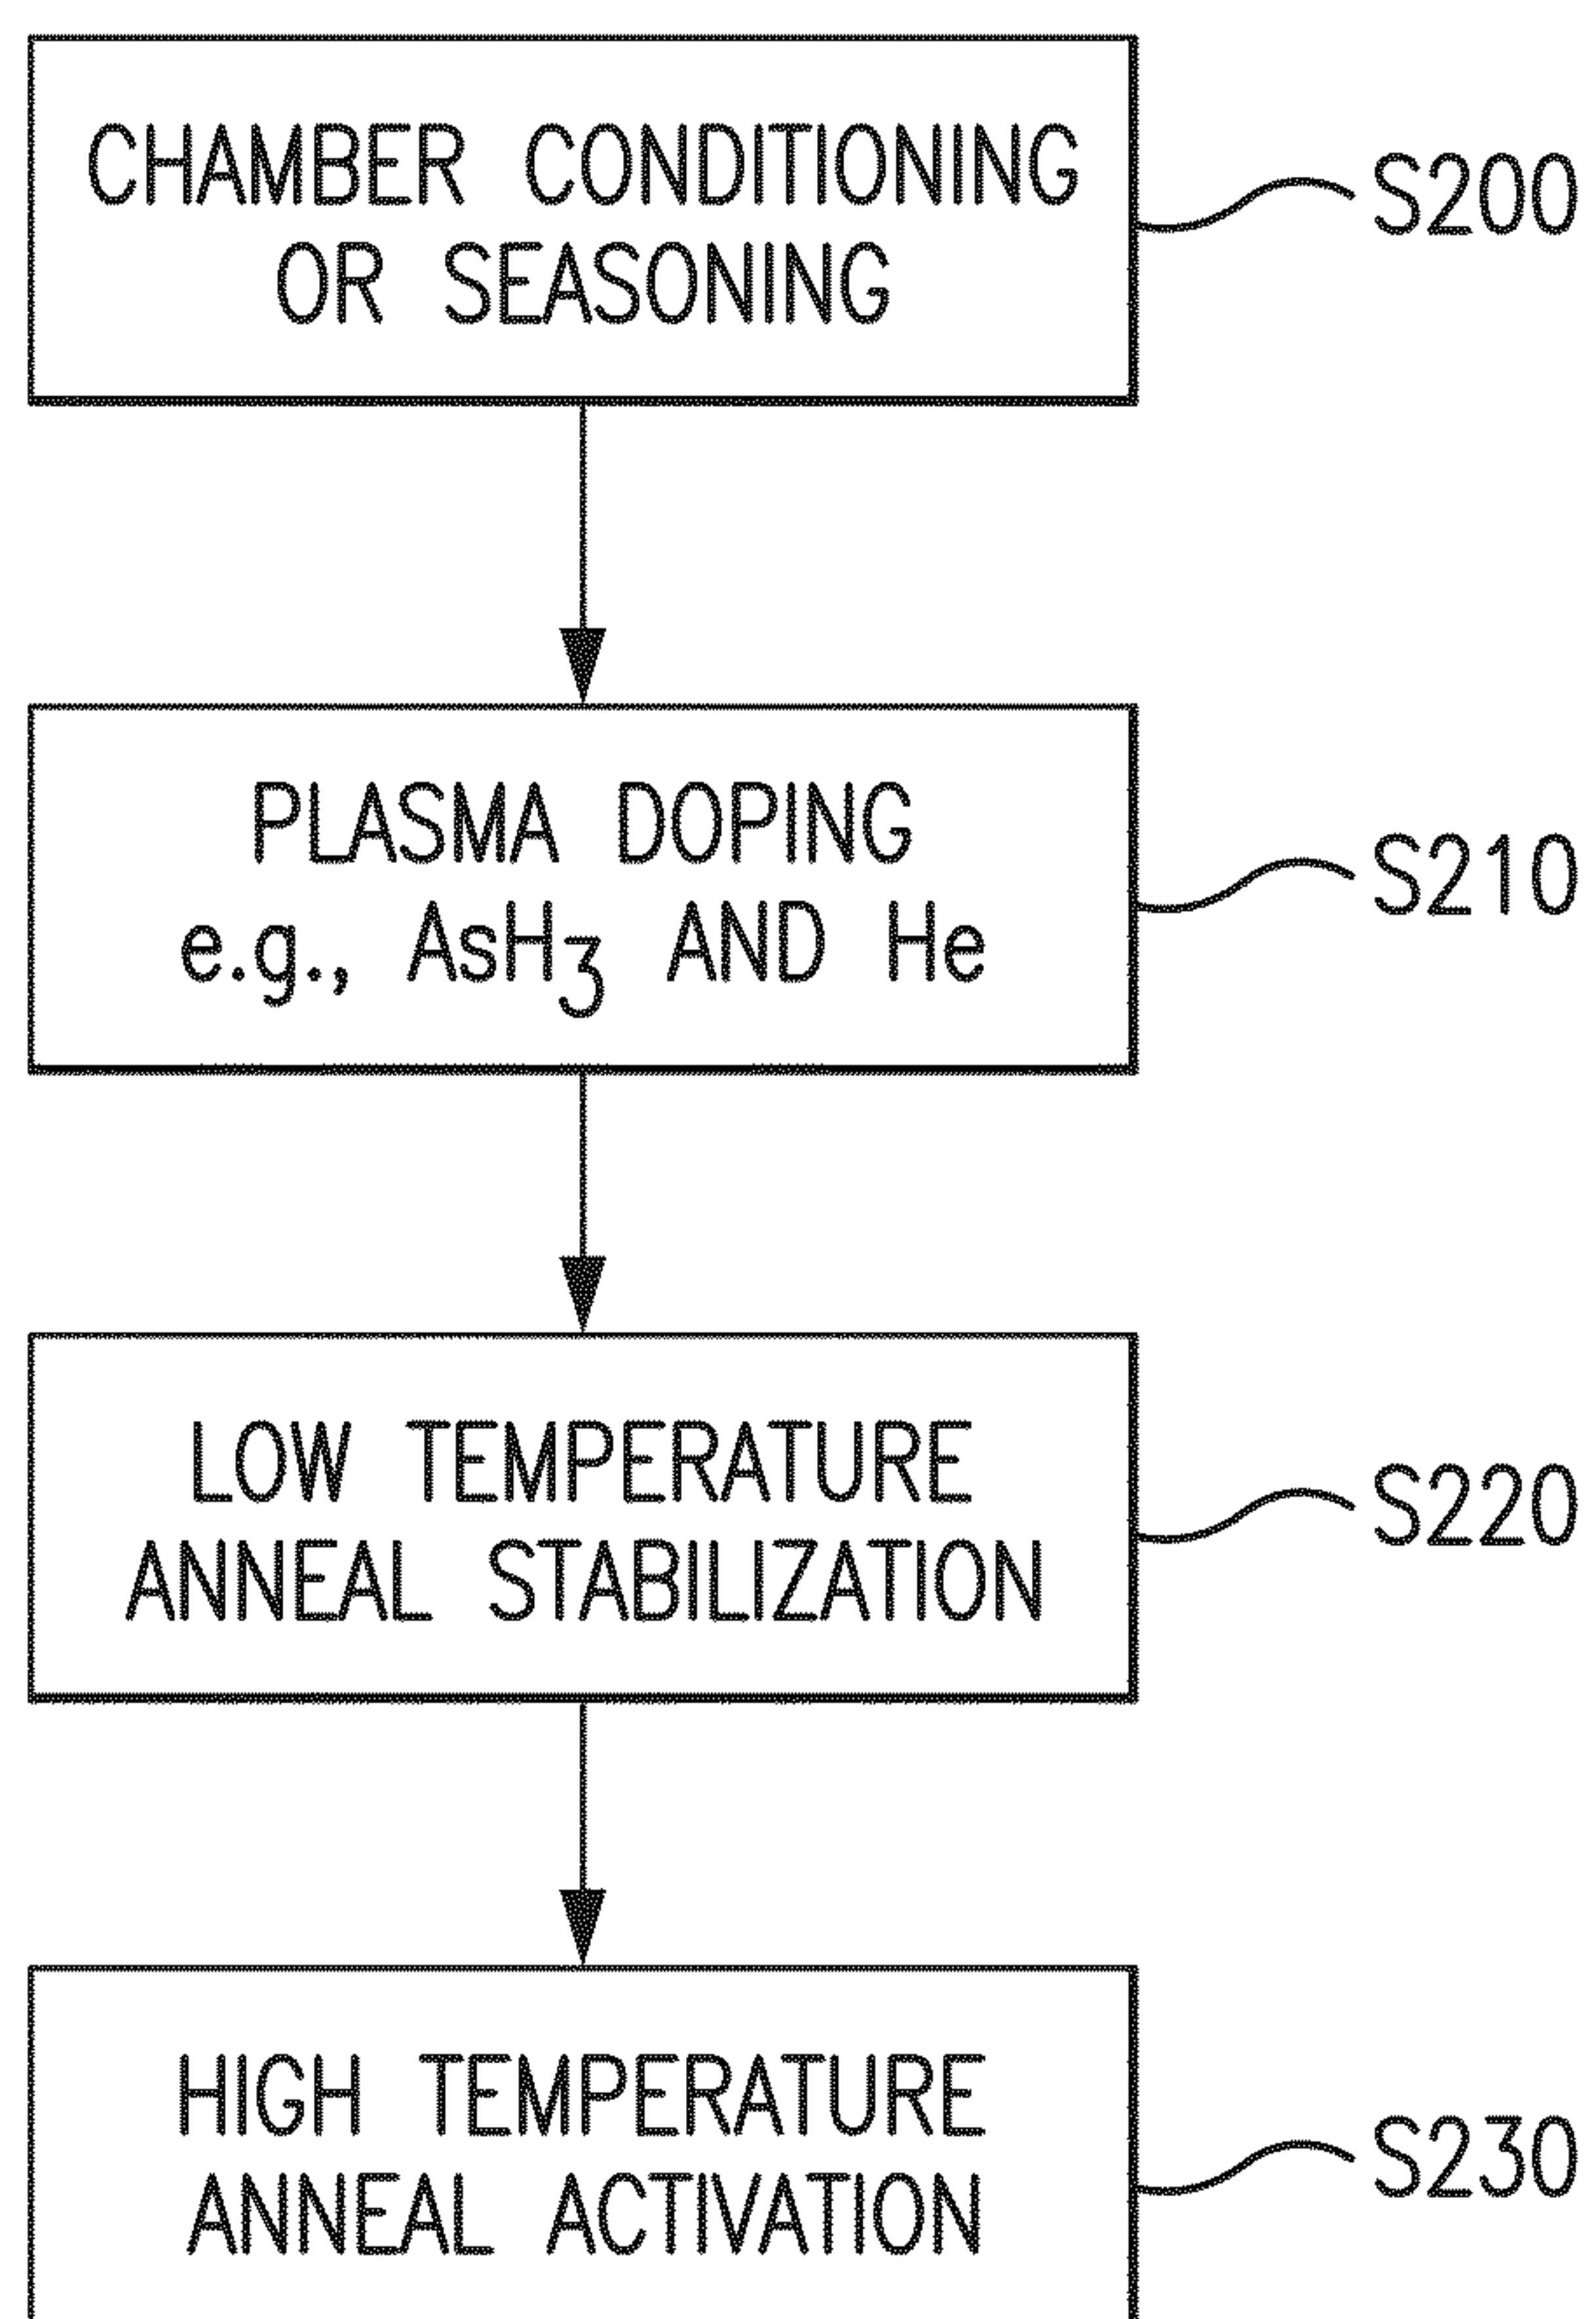 CHAMBER CONDITIONING
OR SEASONING
S200
PLASMA DOPING
e.g., AsH₃ AND He
S210
LOW TEMPERATURE
ANNEAL STABILIZATION
S220
HIGH TEMPERATURE
ANNEAL ACTIVATION
S230